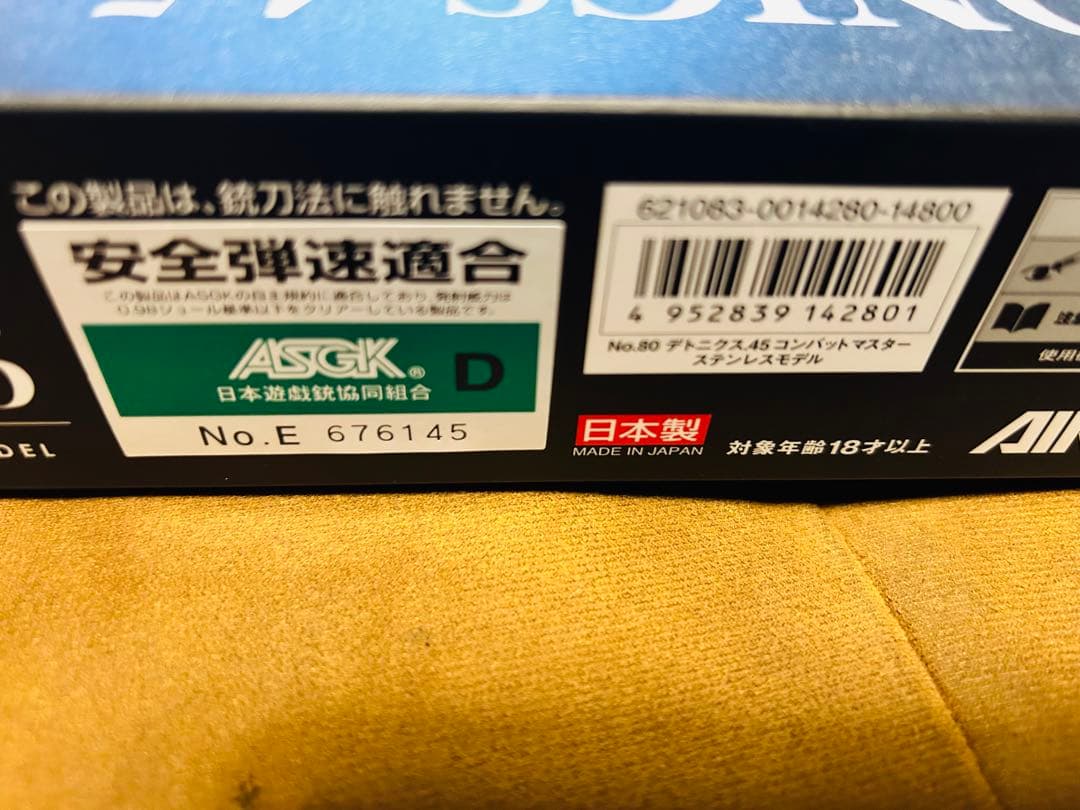 この製品は、銃刀法に触れません。
安全弾速適合
この製品はASGKの自主規約に適合しており、発射威力は
0.98ジュール基準以下をクリアーしている製品です。
ASGK® D
日本遊戯銃協同組合
No.E 676145
621083-0014280-14800
4 952839 142801
No.80 デトニクス.45 コンバットマスター
ステンレスモデル
日本製
MADE IN JAPAN
対象年齢18才以上
使用